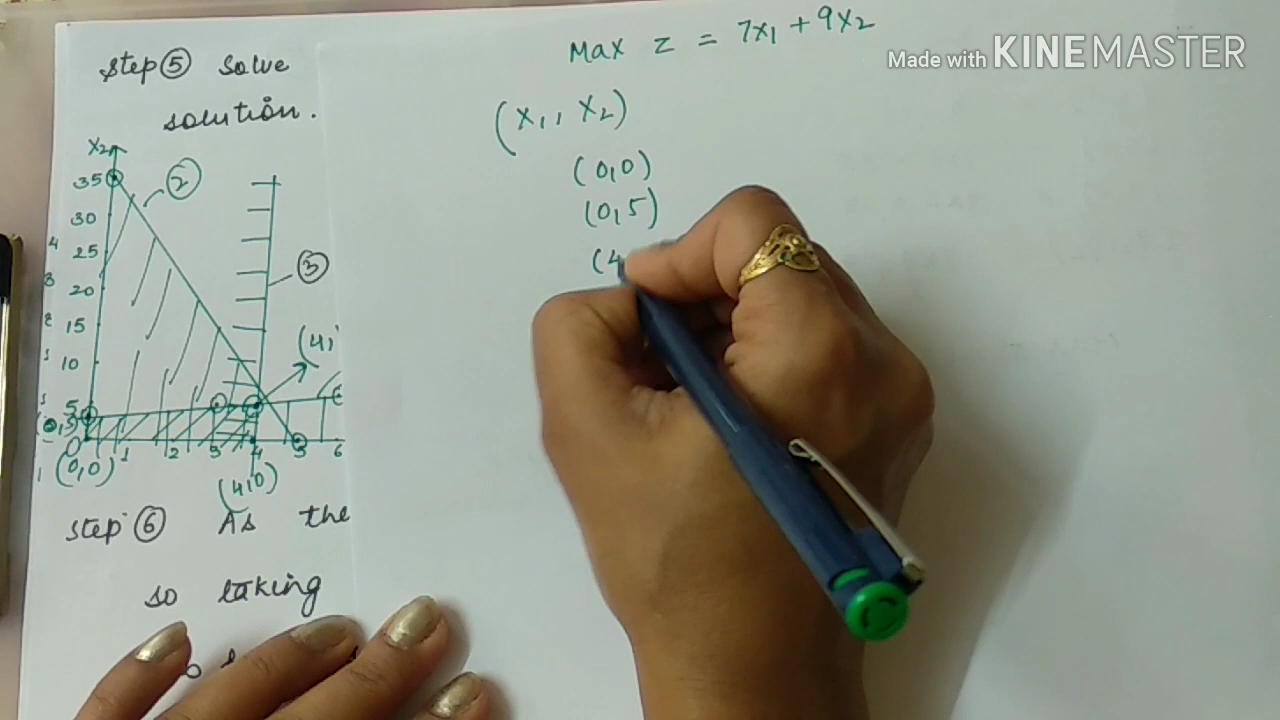 Max z = 7x1 + 9x2
Made with KINEMASTER
step ⑤ solve
solution.
(x1, x2)
(0,0)
(0,5)
(4
x2
35
②
30
25
③
20
15
(4,
10
5
0
1 2 3 4 5 6
(0,0)
(4,0)
step ⑥ As the
so taking